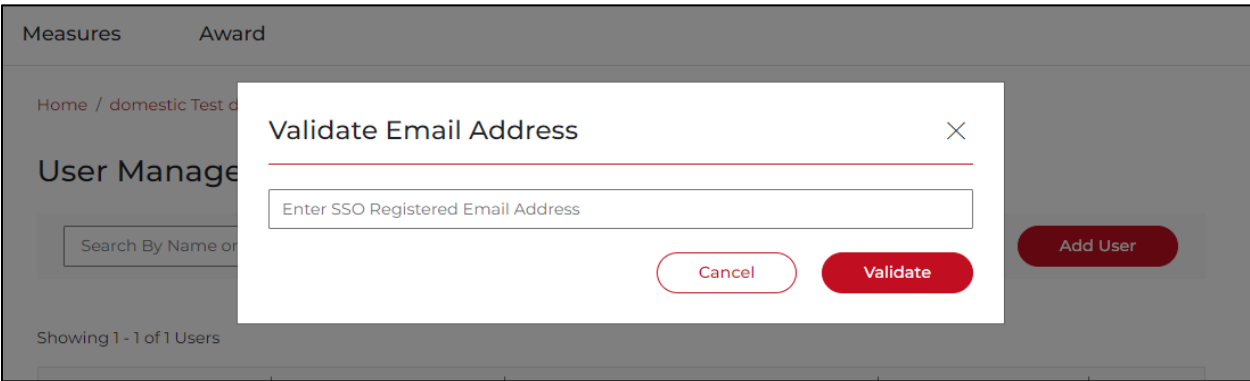 Measures Award
Home / domestic Test d
Validate Email Address
User Manage
Enter SSO Registered Email Address
Search By Name or
Add User
Cancel Validate
Showing 1 - 1 of 1 Users